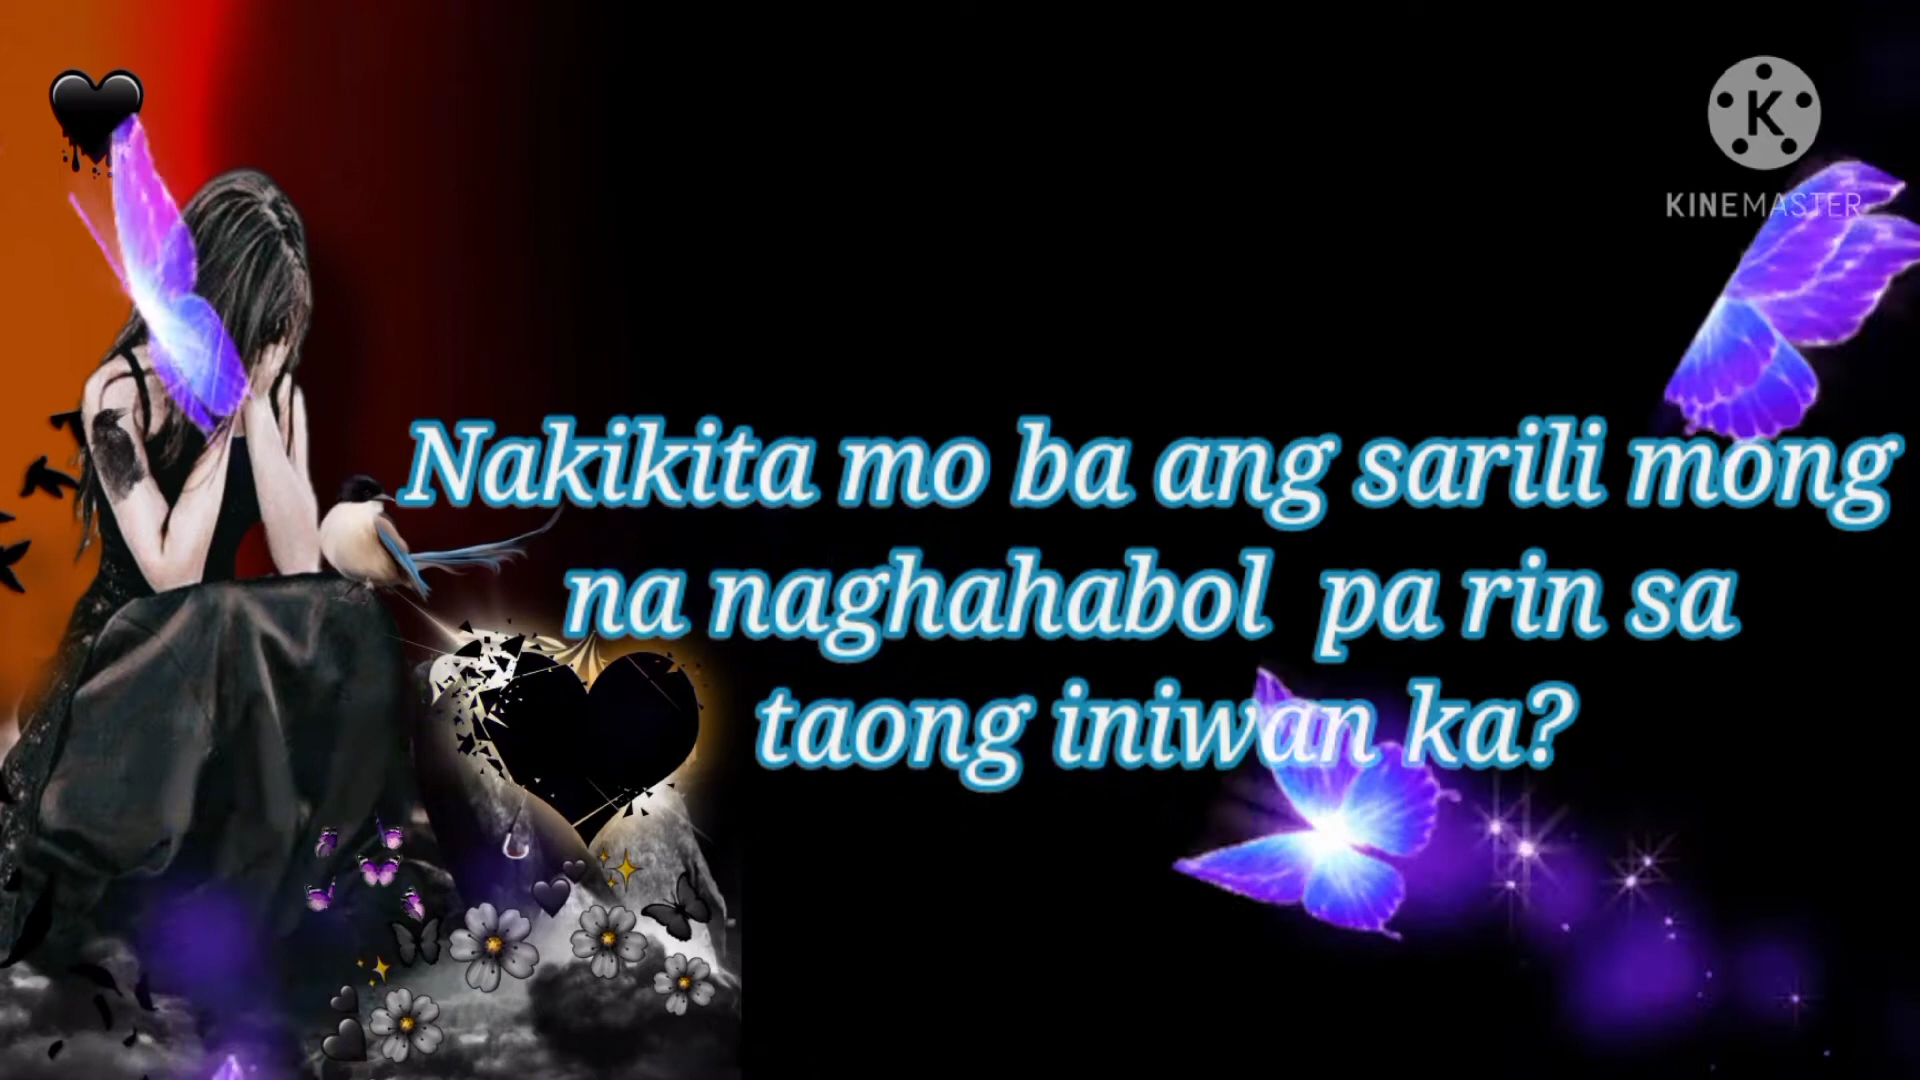 K
KINEMASTER
Nakikita mo ba ang sarili mong
na naghahabol pa rin sa
taong iniwan ka?